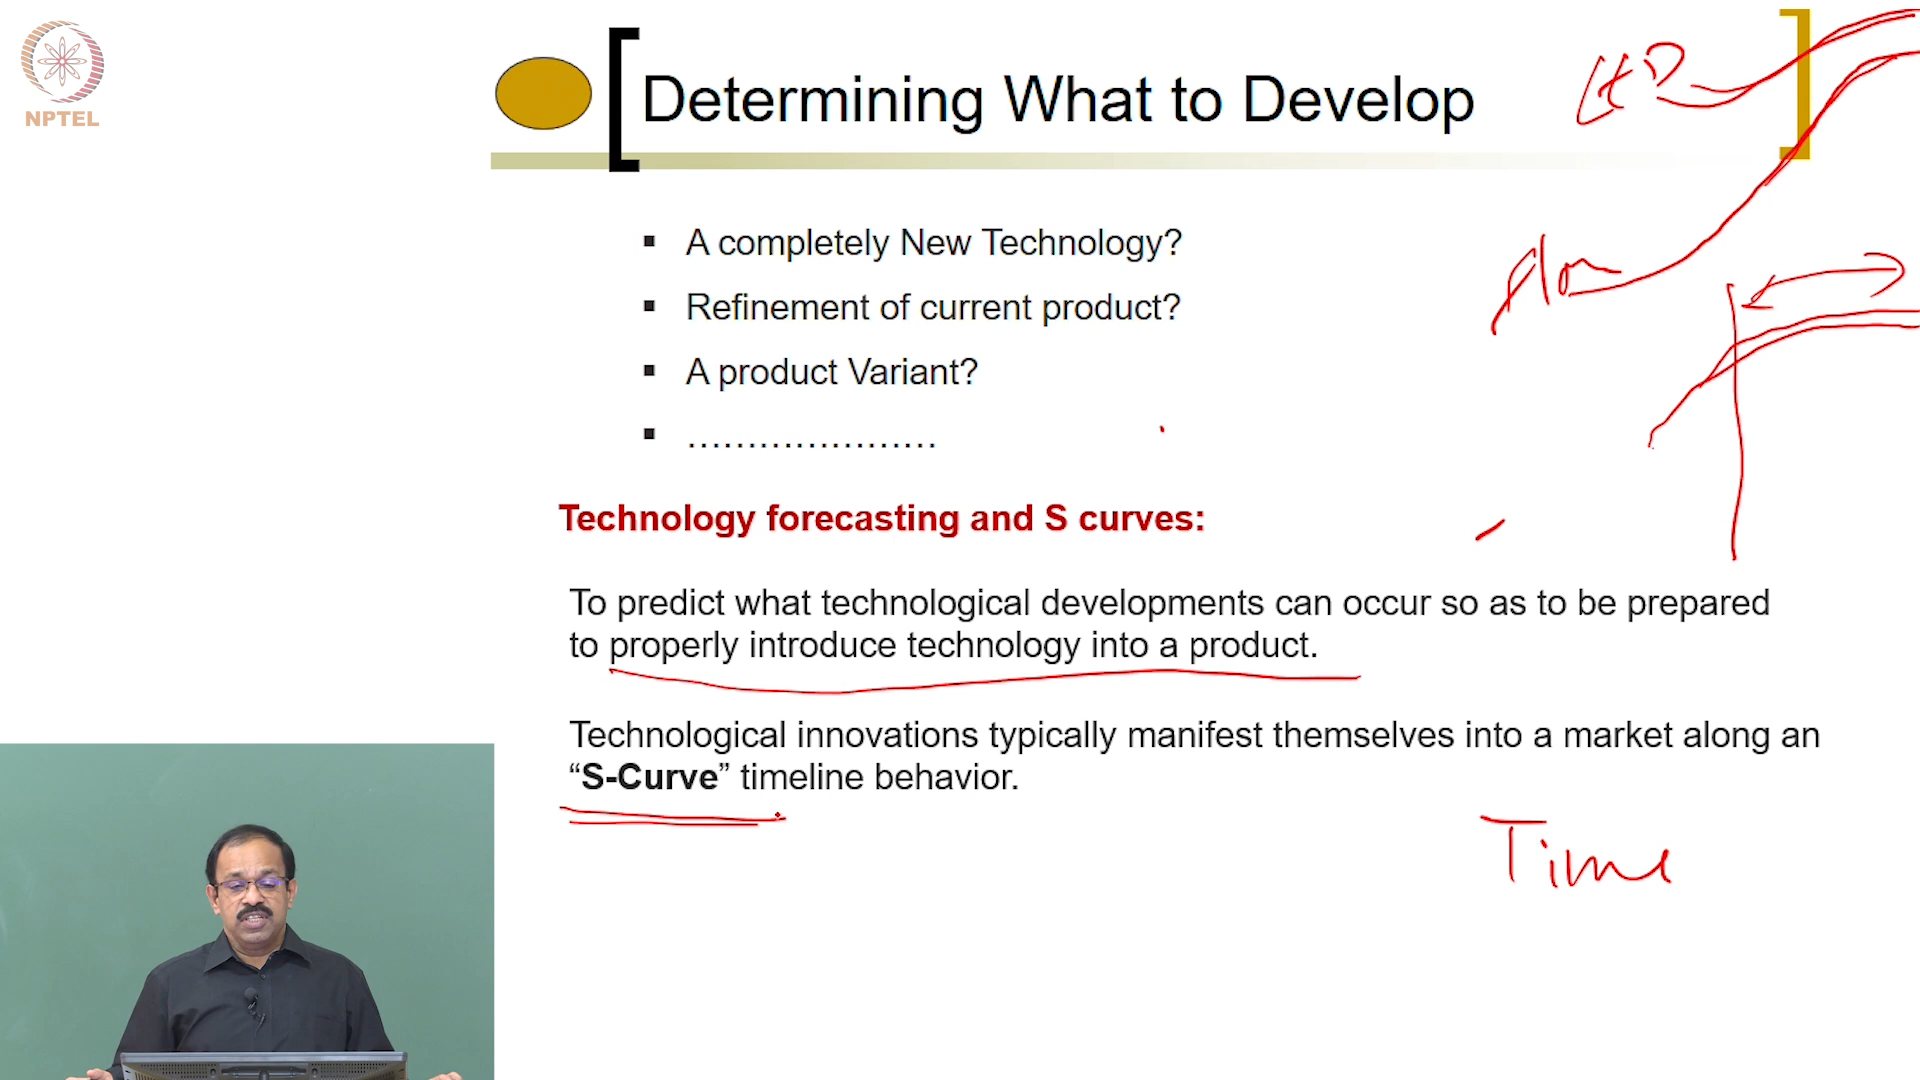 NPTEL
Determining What to Develop
▪ A completely New Technology?
▪ Refinement of current product?
▪ A product Variant?
▪ .....................
Technology forecasting and S curves:
To predict what technological developments can occur so as to be prepared
to properly introduce technology into a product.
Technological innovations typically manifest themselves into a market along an
“S-Curve” timeline behavior.
Time